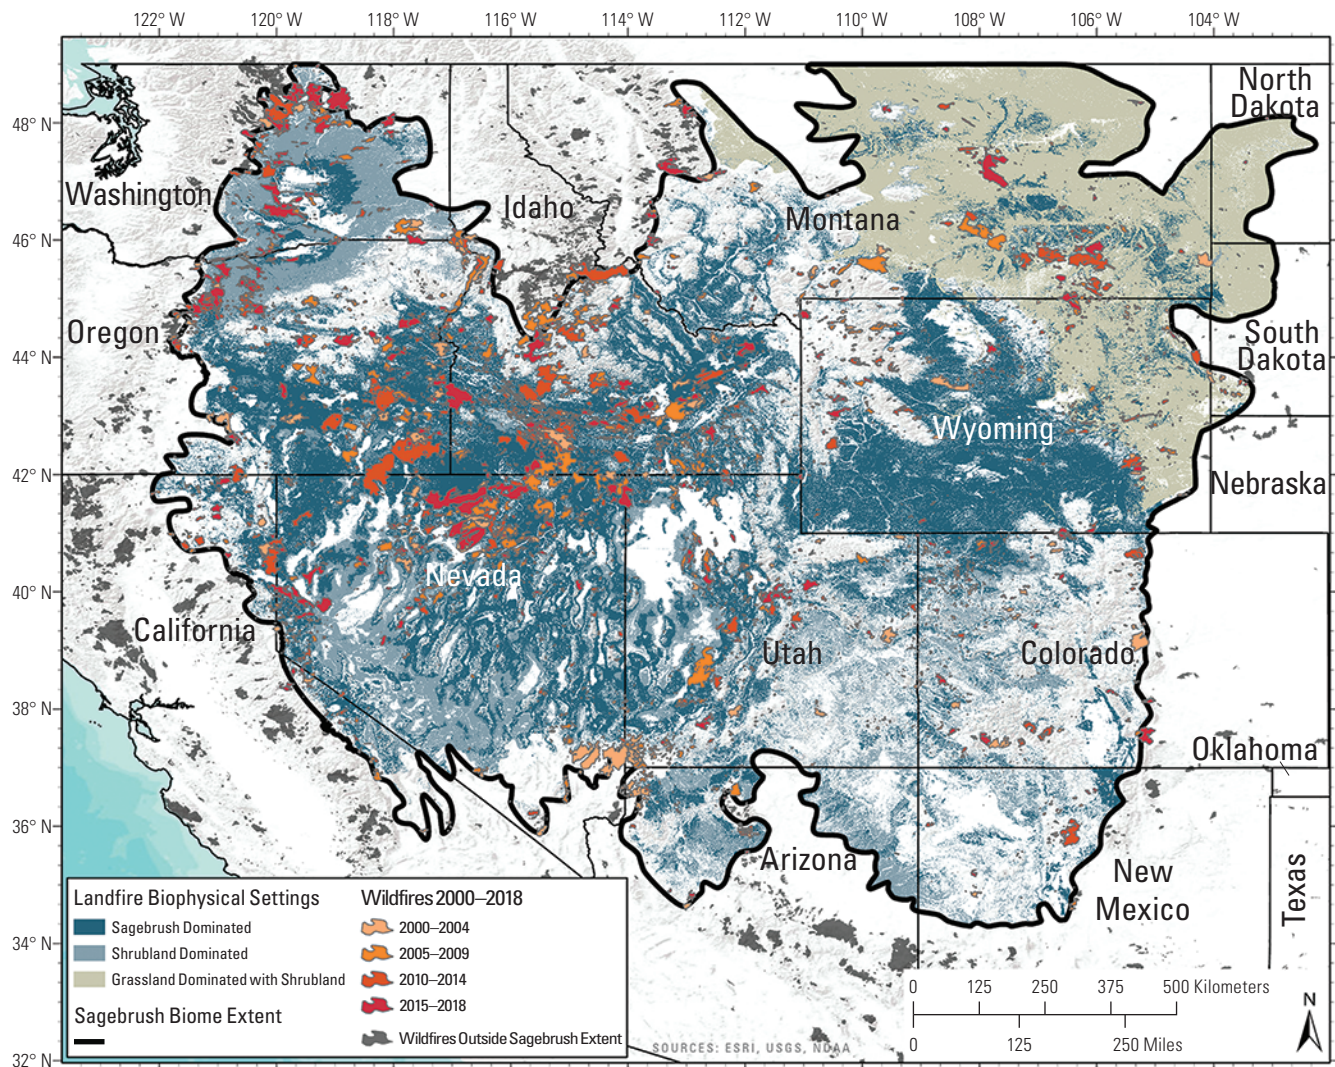 122° W 120° W 118° W 116° W 114° W 112° W 110° W 108° W 106° W 104° W
48° N
46° N
44° N
42° N
40° N
38° N
36° N
34° N
32° N
North
Dakota
Washington
Idaho
Montana
Oregon
South
Dakota
Wyoming
Nebraska
Nevada
California
Utah
Colorado
Oklahoma
Arizona
New
Mexico
Texas
Landfire Biophysical Settings
Sagebrush Dominated
Shrubland Dominated
Grassland Dominated with Shrubland
Sagebrush Biome Extent
Wildfires 2000–2018
2000–2004
2005–2009
2010–2014
2015–2018
Wildfires Outside Sagebrush Extent
0 125 250 375 500 Kilometers
0 125 250 Miles
N
SOURCES: ESRI, USGS, NOAA